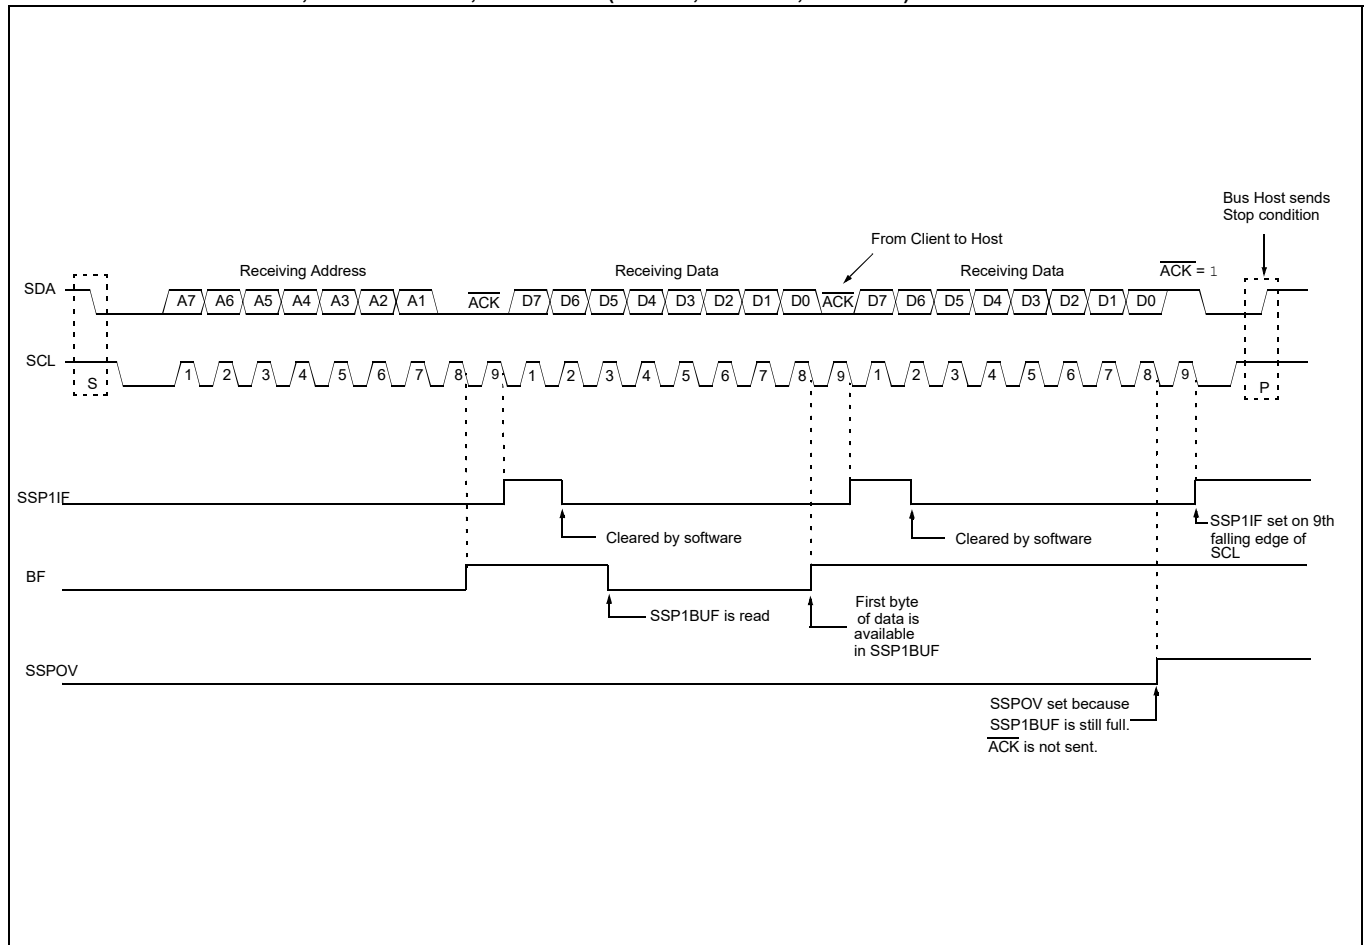 Bus Host sends
Stop condition
From Client to Host
Receiving Address
Receiving Data
Receiving Data
ACK = 1
SDA
A7 A6 A5 A4 A3 A2 A1 ACK D7 D6 D5 D4 D3 D2 D1 D0 ACK D7 D6 D5 D4 D3 D2 D1 D0
SCL
S
1 2 3 4 5 6 7 8 9 1 2 3 4 5 6 7 8 9 1 2 3 4 5 6 7 8 9
P
SSP1IF
Cleared by software
Cleared by software
SSP1IF set on 9th
falling edge of
SCL
BF
SSP1BUF is read
First byte
of data is
available
in SSP1BUF
SSPOV
SSPOV set because
SSP1BUF is still full.
ACK is not sent.